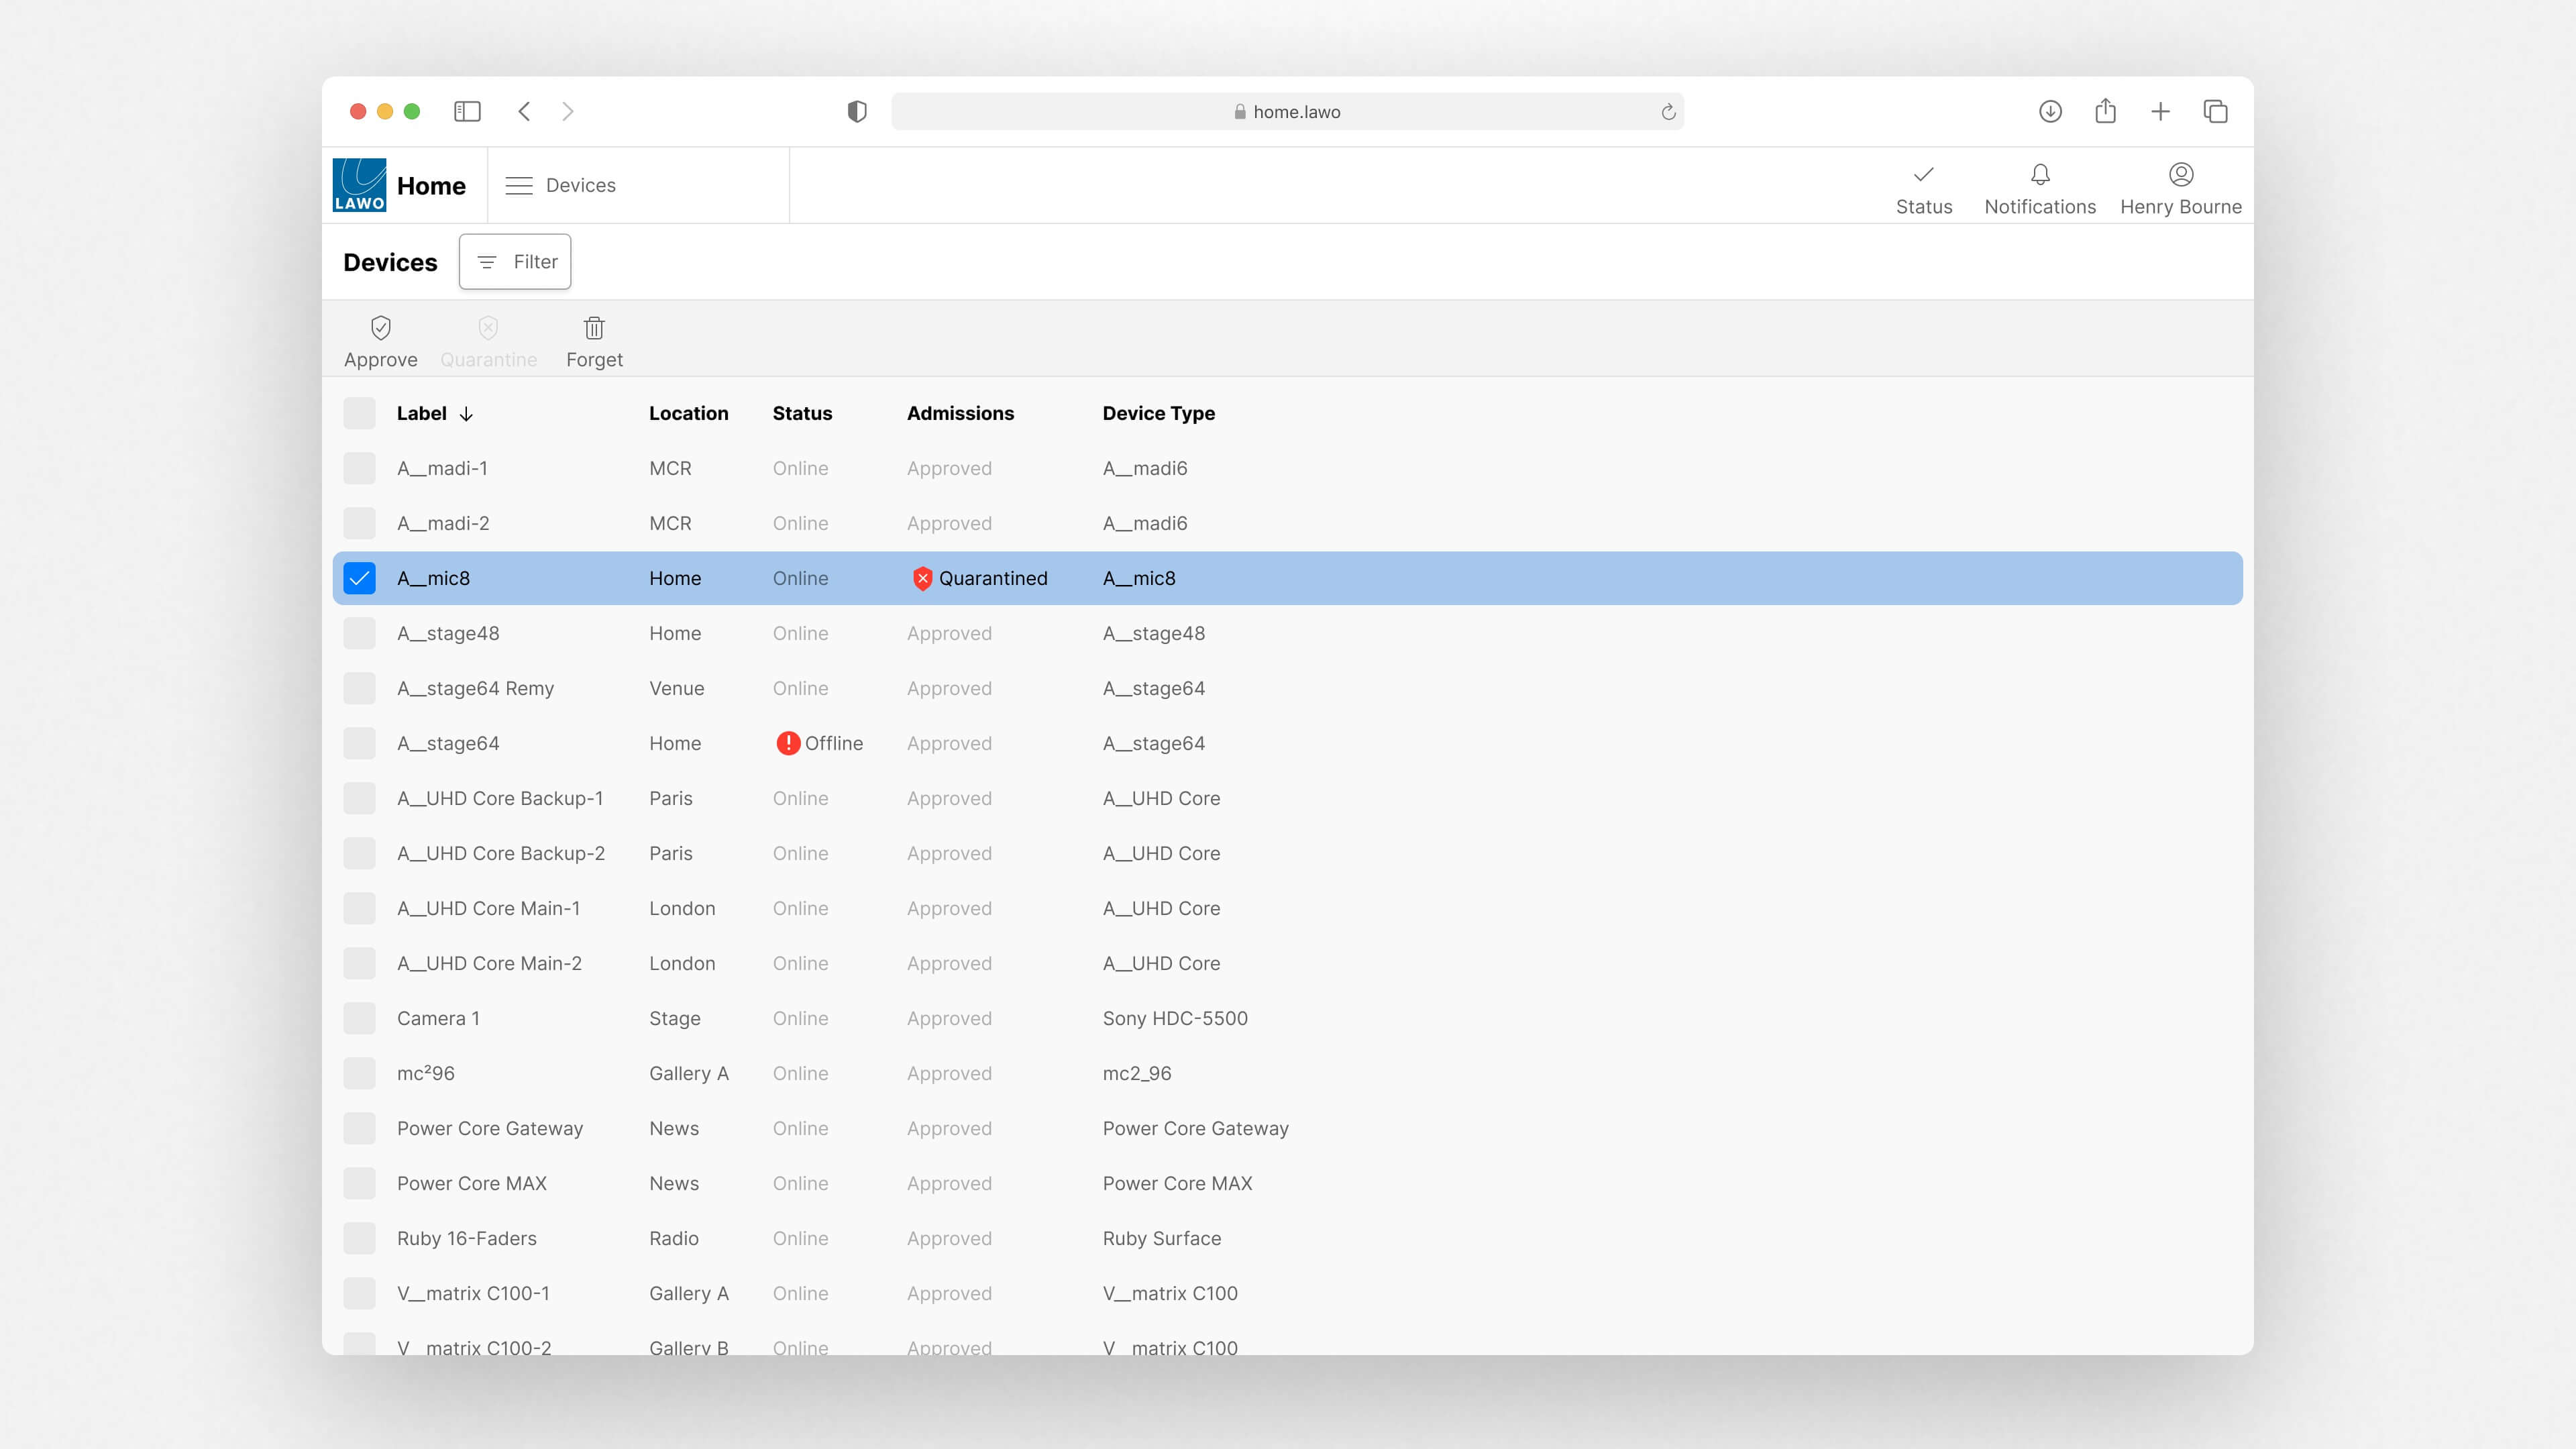 home.lawo
LAWO Home Devices Status Notifications Henry Bourne
Devices Filter
Approve Quarantine Forget
Label Location Status Admissions Device Type
A__madi-1 MCR Online Approved A__madi6
A__madi-2 MCR Online Approved A__madi6
A__mic8 Home Online Quarantined A__mic8
A__stage48 Home Online Approved A__stage48
A__stage64 Remy Venue Online Approved A__stage64
A__stage64 Home Offline Approved A__stage64
A__UHD Core Backup-1 Paris Online Approved A__UHD Core
A__UHD Core Backup-2 Paris Online Approved A__UHD Core
A__UHD Core Main-1 London Online Approved A__UHD Core
A__UHD Core Main-2 London Online Approved A__UHD Core
Camera 1 Stage Online Approved Sony HDC-5500
mc²96 Gallery A Online Approved mc2_96
Power Core Gateway News Online Approved Power Core Gateway
Power Core MAX News Online Approved Power Core MAX
Ruby 16-Faders Radio Online Approved Ruby Surface
V__matrix C100-1 Gallery A Online Approved V__matrix C100
V__matrix C100-2 Gallery B Online Approved V__matrix C100